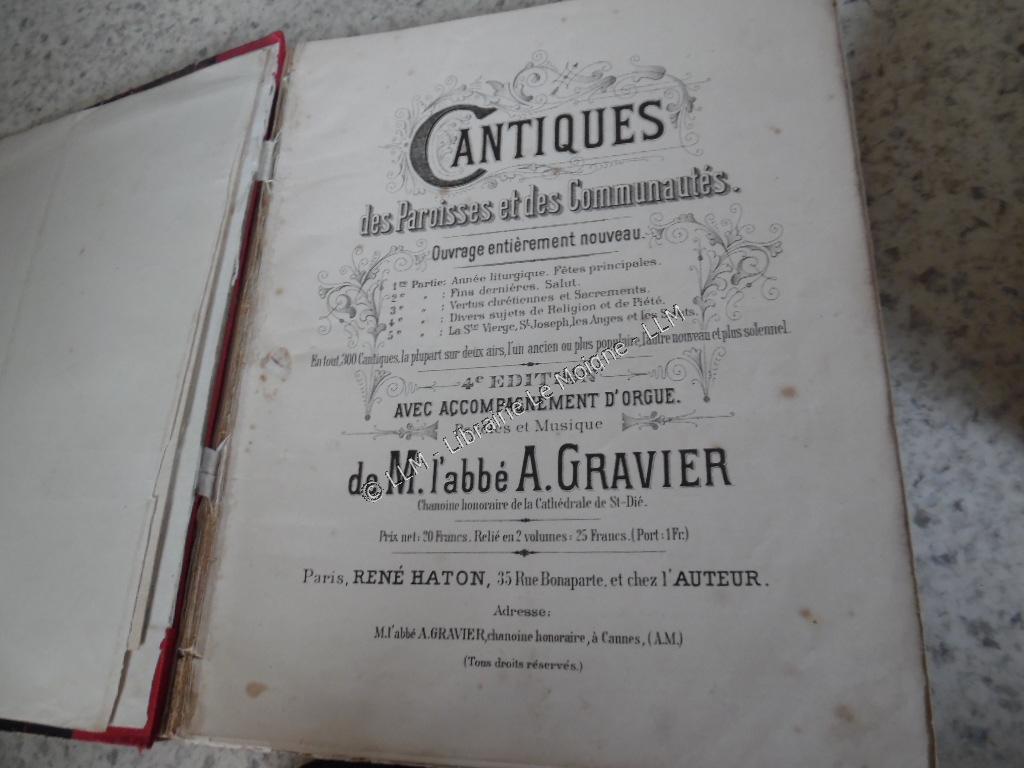 CANTIQUES
des Paroisses et des Communautés.
Ouvrage entièrement nouveau.
1re Partie: Année liturgique. Fêtes principales.
2e " : Fins dernières. Salut.
3e " : Vertus chrétiennes et Sacrements.
4e " : Divers sujets de Religion et de Piété.
5e " : La Ste Vierge, St Joseph, les Anges et les Saints.
En tout, 300 Cantiques, la plupart sur deux airs, l'un ancien ou plus populaire, l'autre nouveau et plus solennel.
4e EDITION
AVEC ACCOMPAGNEMENT D'ORGUE.
Paroles et Musique
de M. l'abbé A. GRAVIER
Chanoine honoraire de la Cathédrale de St-Dié.
Prix net: 20 Francs. Relié en 2 volumes: 25 Francs. (Port: 1 Fr.)
Paris, RENÉ HATON, 35 Rue Bonaparte, et chez l'AUTEUR.
Adresse:
M. l'abbé A. GRAVIER, chanoine honoraire, à Cannes, (A.M.)
(Tous droits réservés.)
© LLM - Librairie Le Moigne - LLM